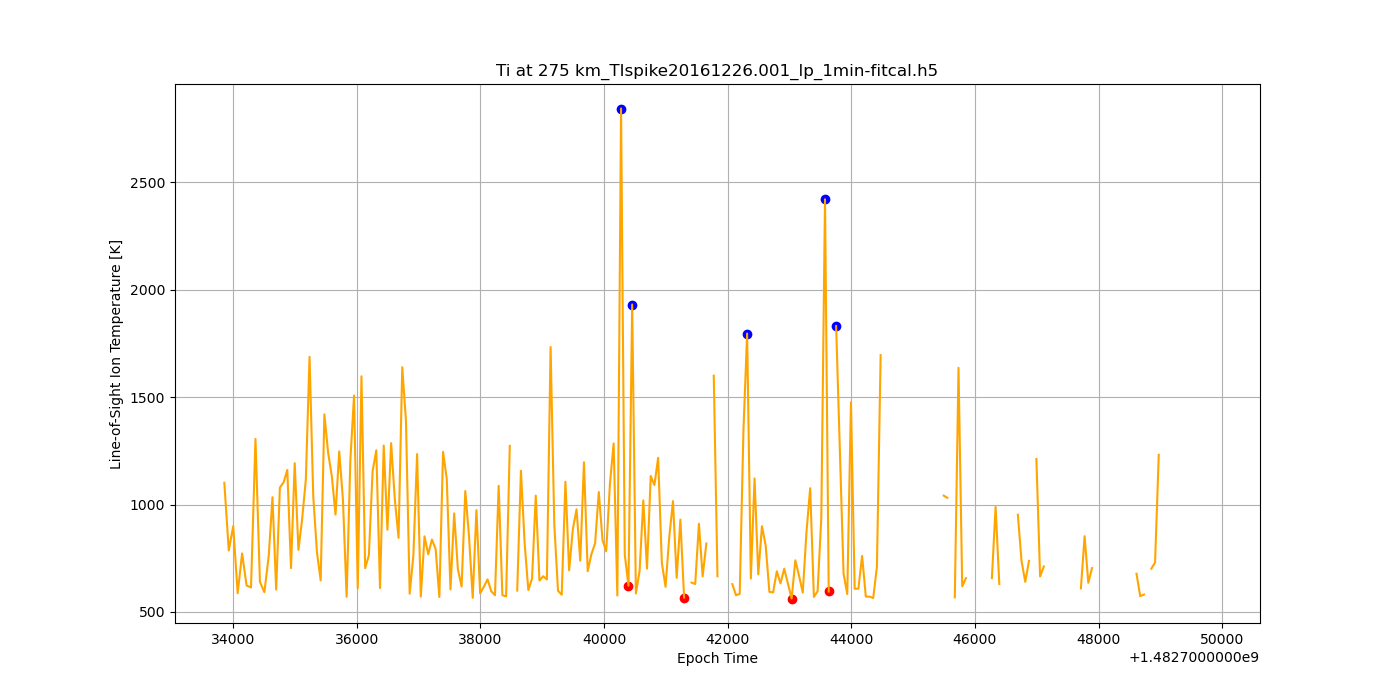 Ti at 275 km_TIspike20161226.001_lp_1min-fitcal.h5
Line-of-Sight Ion Temperature [K]
2500
2000
1500
1000
500
34000 36000 38000 40000 42000 44000 46000 48000 50000
Epoch Time
+1.4827000000e9